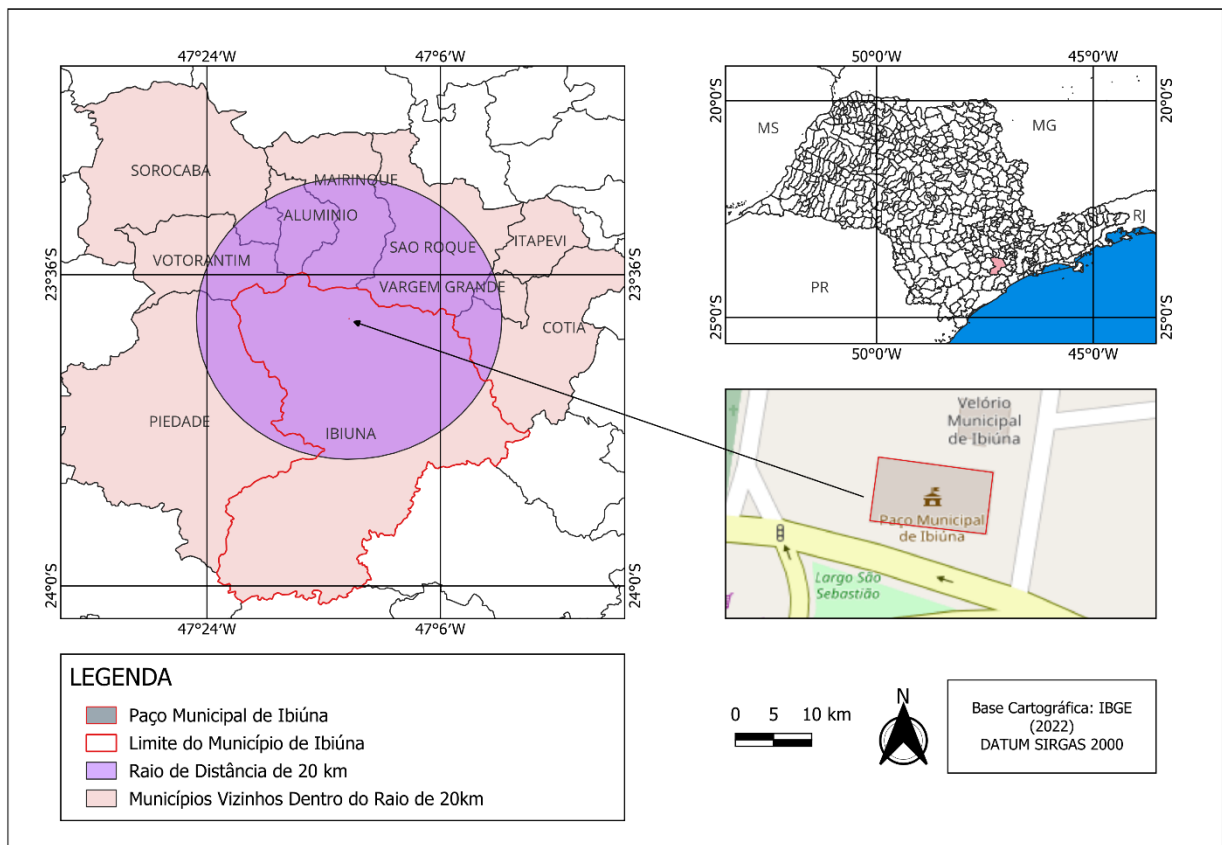 47°24'W
47°6'W
23°36'S
24°0'S
SOROCABA
MAIRINQUE
ALUMINIO
SAO ROQUE
ITAPEVI
VOTORANTIM
VARGEM GRANDE
COTIA
PIEDADE
IBIUNA
23°36'S
24°0'S
47°24'W
47°6'W
50°0'W
45°0'W
20°0'S
25°0'S
MS
MG
RJ
PR
20°0'S
25°0'S
50°0'W
45°0'W
Velório
Municipal
de Ibiúna
Paço Municipal
de Ibiúna
Largo São
Sebastião
LEGENDA
Paço Municipal de Ibiúna
Limite do Município de Ibiúna
Raio de Distância de 20 km
Municípios Vizinhos Dentro do Raio de 20km
0 5 10 km
N
Base Cartográfica: IBGE
(2022)
DATUM SIRGAS 2000